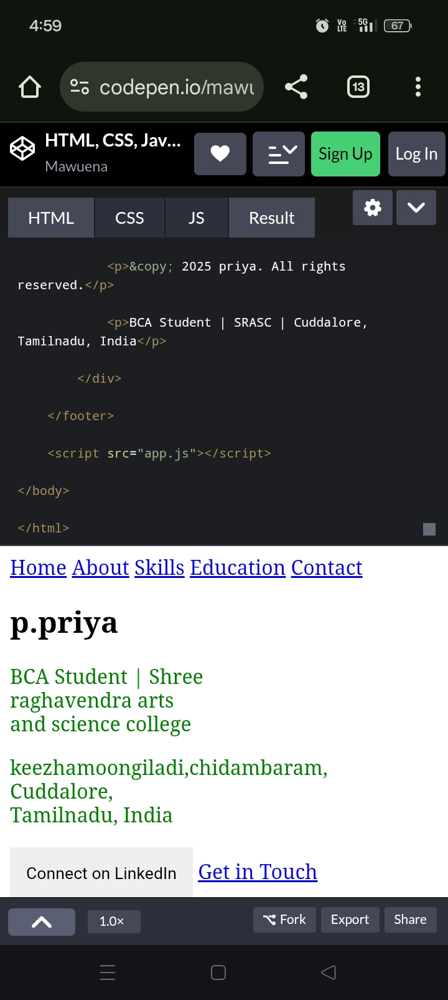 4:59
Vo LTE 5G 67
codepen.io/mawu
13
HTML, CSS, Jav...
Mawuena
Sign Up
Log In
HTML CSS JS Result
<p>&copy; 2025 priya. All rights
reserved.</p>
<p>BCA Student | SRASC | Cuddalore,
Tamilnadu, India</p>
</div>
</footer>
<script src="app.js"></script>
</body>
</html>
Home About Skills Education Contact
p.priya
BCA Student | Shree
raghavendra arts
and science college
keezhamoongiladi,chidambaram,
Cuddalore,
Tamilnadu, India
Connect on LinkedIn Get in Touch
1.0× Fork Export Share